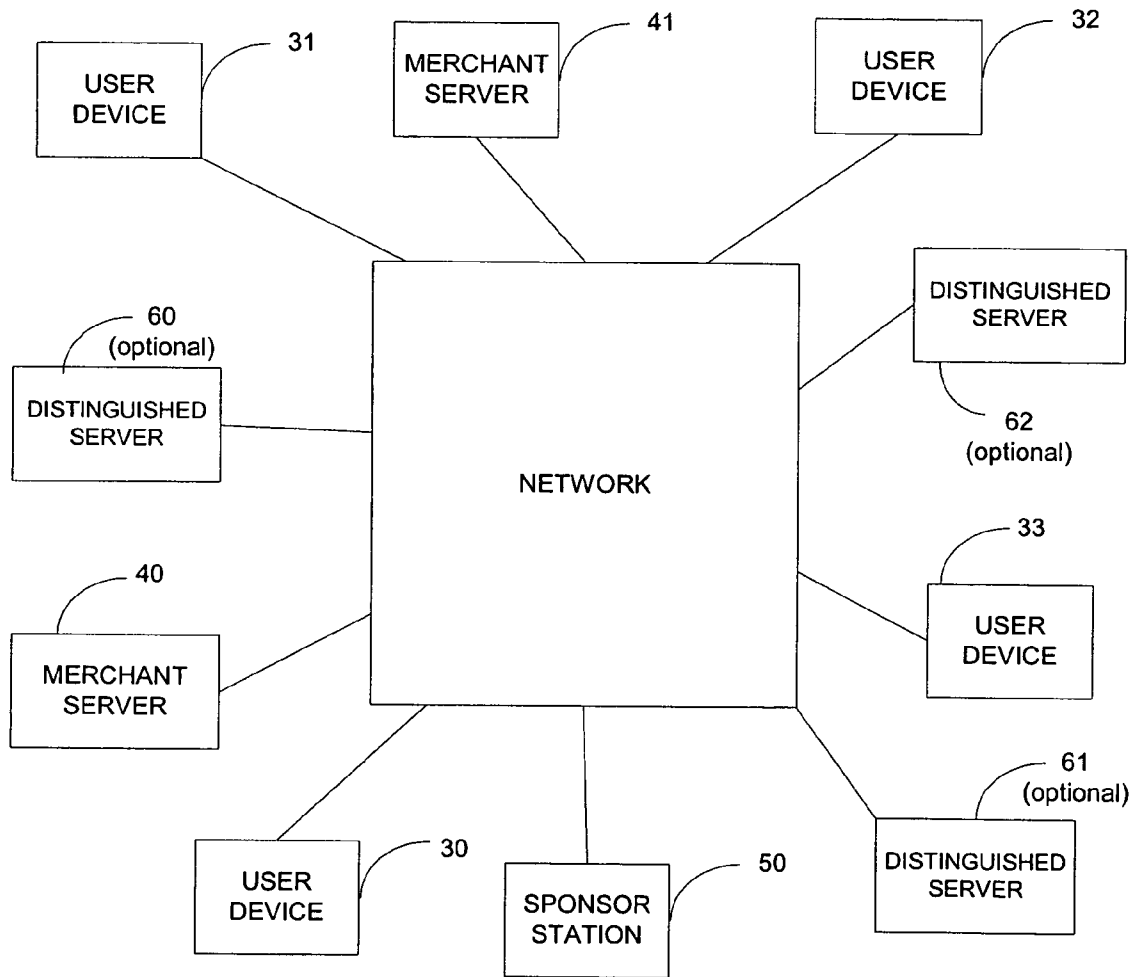 31
USER
DEVICE
41
MERCHANT
SERVER
32
USER
DEVICE
60
(optional)
DISTINGUISHED
SERVER
DISTINGUISHED
SERVER
62
(optional)
NETWORK
40
MERCHANT
SERVER
33
USER
DEVICE
61
(optional)
DISTINGUISHED
SERVER
30
USER
DEVICE
50
SPONSOR
STATION